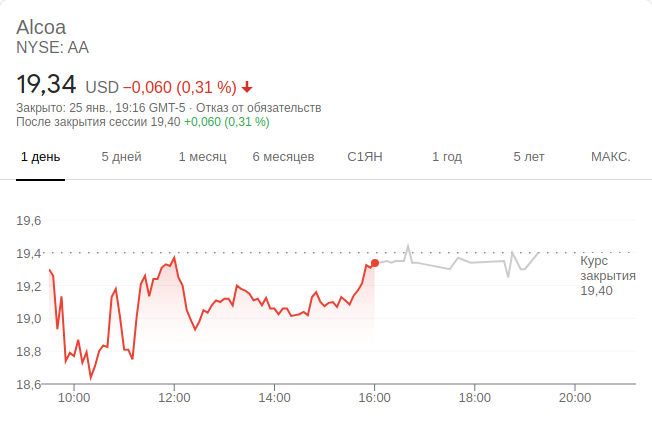 Alcoa
NYSE: AA
19,34 USD −0,060 (0,31 %)
Закрыто: 25 янв., 19:16 GMT-5 · Отказ от обязательств
После закрытия сессии 19,40 +0,060 (0,31 %)
1 день 5 дней 1 месяц 6 месяцев С1ЯН 1 год 5 лет МАКС.
19,6
19,4
19,2
19,0
18,8
18,6
Курс
закрытия
19,40
10:00 12:00 14:00 16:00 18:00 20:00